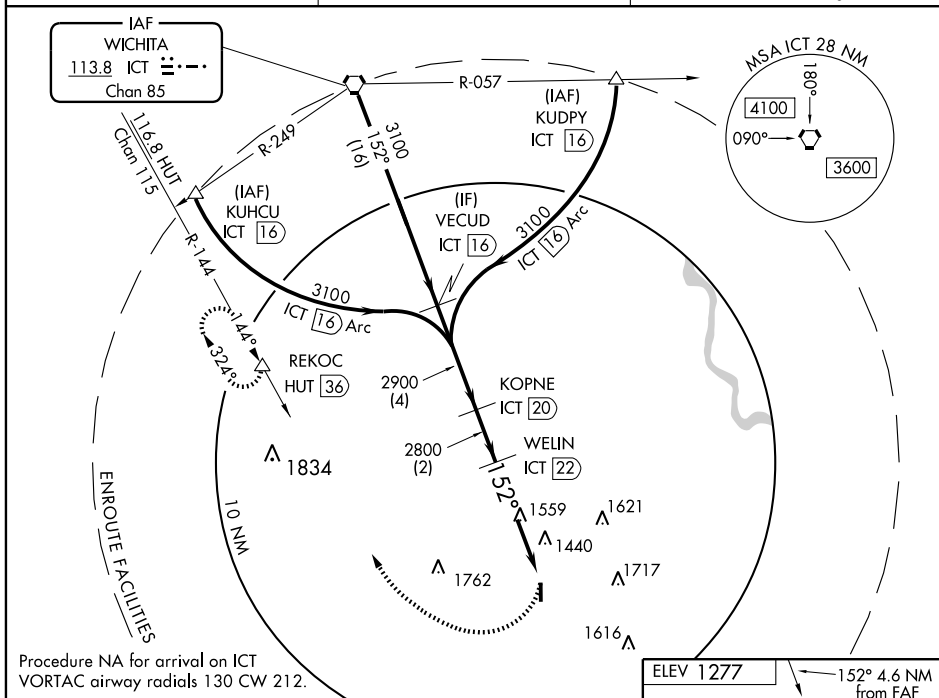 IAF
WICHITA
113.8 ICT
Chan 85
116.8 HUT
Chan 115
R-249
R-057
3100
152°
(16)
(IAF)
KUDPY
ICT 16
MSA ICT 28 NM
180°
4100
090°
3600
(IAF)
KUHCU
ICT 16
(IF)
VECUD
ICT 16
3100
ICT 16 Arc
R-144
3100
ICT 16 Arc
144°
324°
REKOC
HUT 36
2900
(4)
KOPNE
ICT 20
2800
(2)
WELIN
ICT 22
152°
1834
10 NM
1559
1621
1440
1762
1717
1616
ENROUTE FACILITIES
Procedure NA for arrival on ICT
VORTAC airway radials 130 CW 212.
ELEV 1277
152° 4.6 NM
from FAF